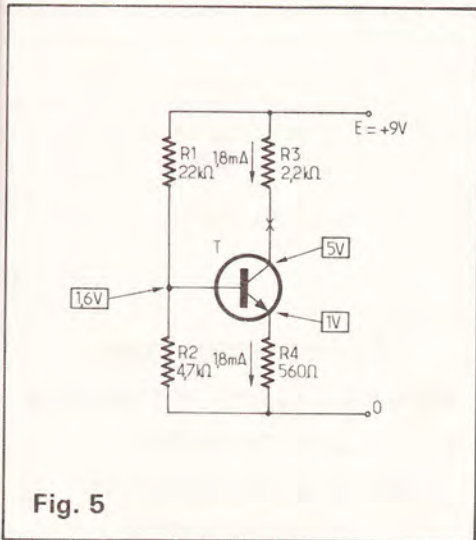 E = +9V
R1
22kΩ
1,8mA
R3
2,2kΩ
T
5V
1,6V
1V
R2
4,7kΩ
1,8mA
R4
560Ω
0
Fig. 5